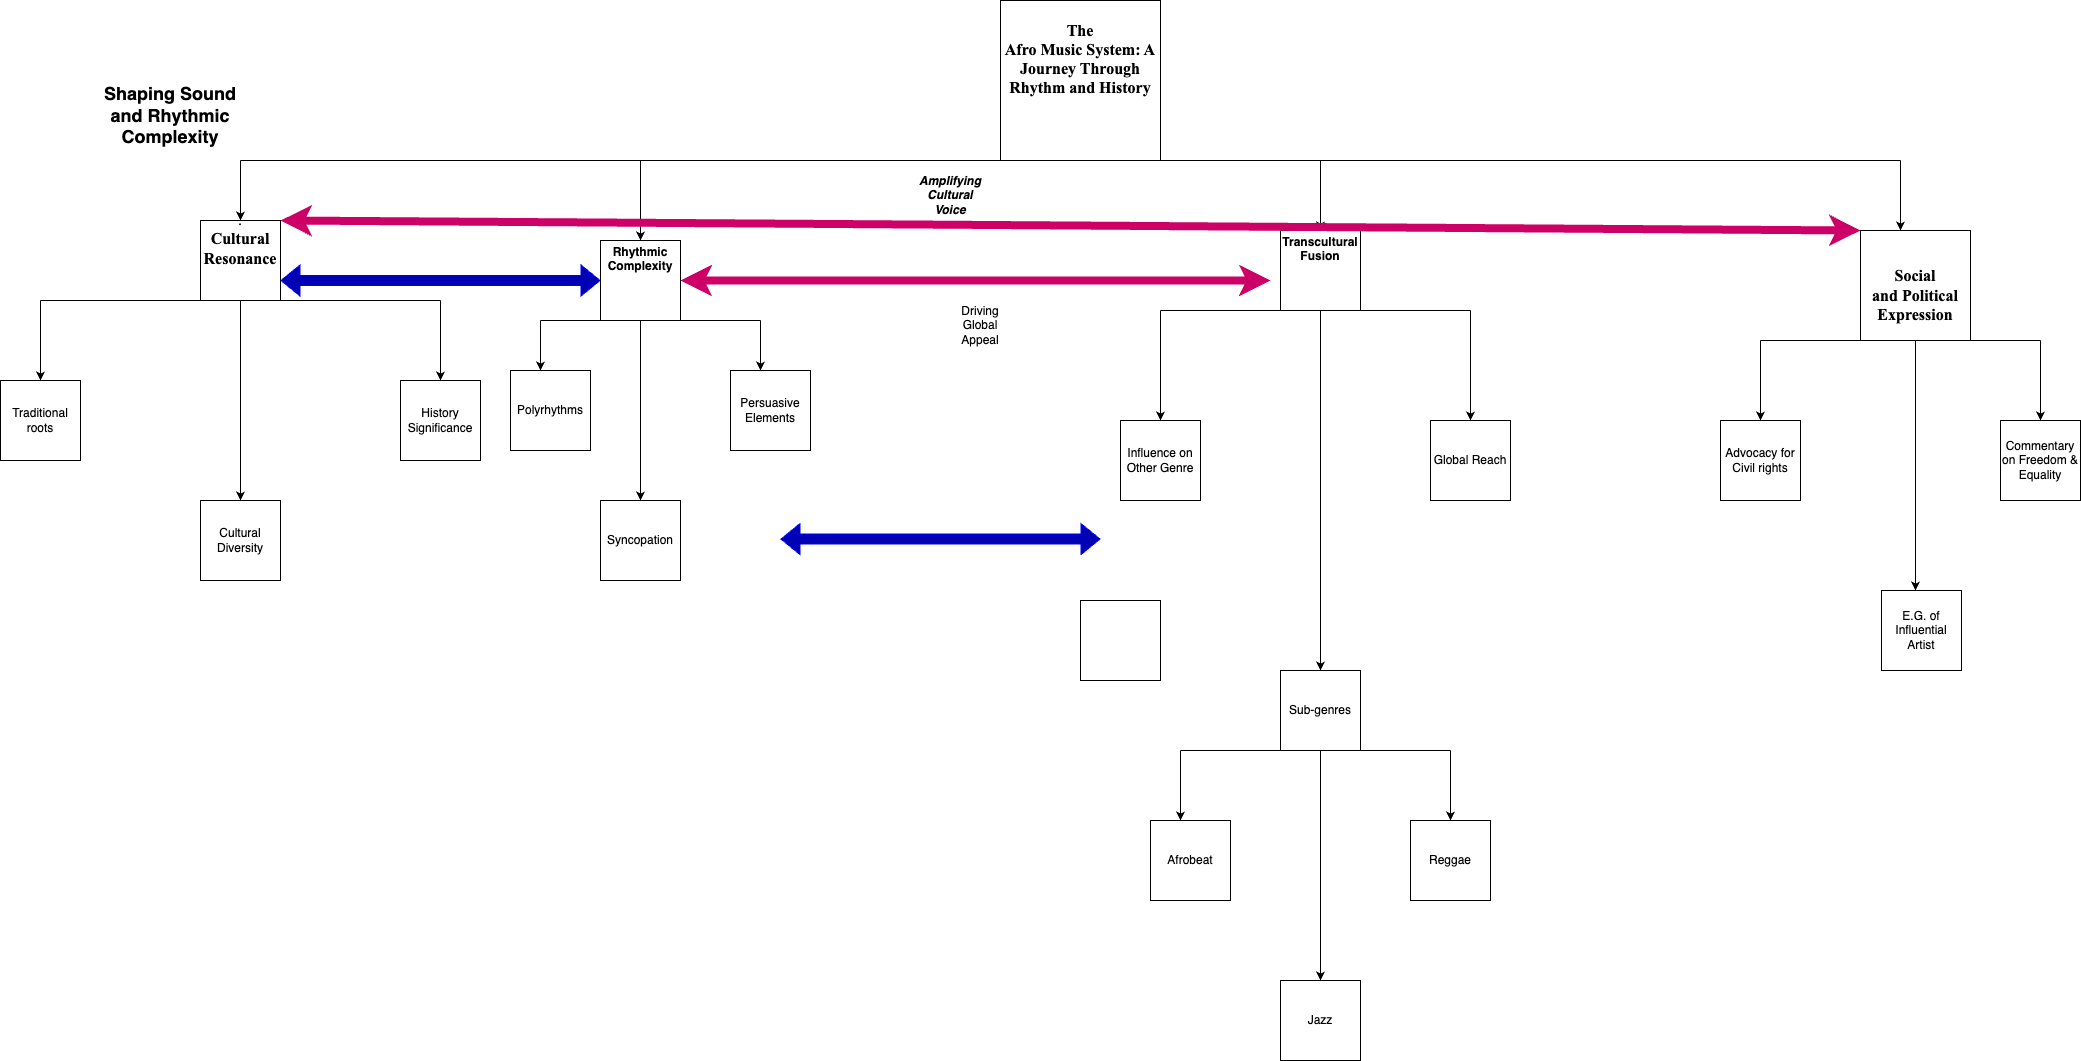 The
Afro Music System: A
Journey Through
Rhythm and History
Shaping Sound
and Rhythmic
Complexity
Amplifying
Cultural
Voice
Cultural
Resonance
Rhythmic
Complexity
Transcultural
Fusion
Social
and Political
Expression
Driving
Global
Appeal
Traditional
roots
History
Significance
Polyrhythms
Persuasive
Elements
Influence on
Other Genre
Global Reach
Advocacy for
Civil rights
Commentary
on Freedom &
Equality
Cultural
Diversity
Syncopation
E.G. of
Influential
Artist
Sub-genres
Afrobeat
Reggae
Jazz